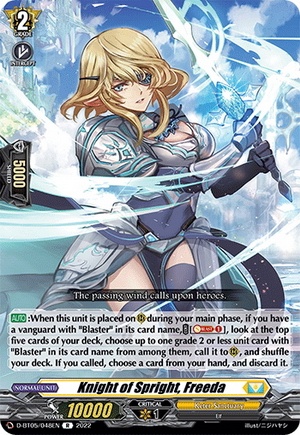 2
GRADE
INTERCEPT
5000
SHIELD
The passing wind calls upon heroes.
AUTO:When this unit is placed on Ⓡ during your main phase, if you have
a vanguard with "Blaster" in its card name, [BLAST 1], look at the top
five cards of your deck, choose up to one grade 2 or less unit card with
"Blaster" in its card name from among them, call it to Ⓡ, and shuffle
your deck. If you called, choose a card from your hand, and discard it.
NORMAL UNIT
Knight of Spright, Freeda
POWER
10000
CRITICAL
1
Keter Sanctuary
Elf
D-BT05/048EN R 2022
illust/ニジハヤシ